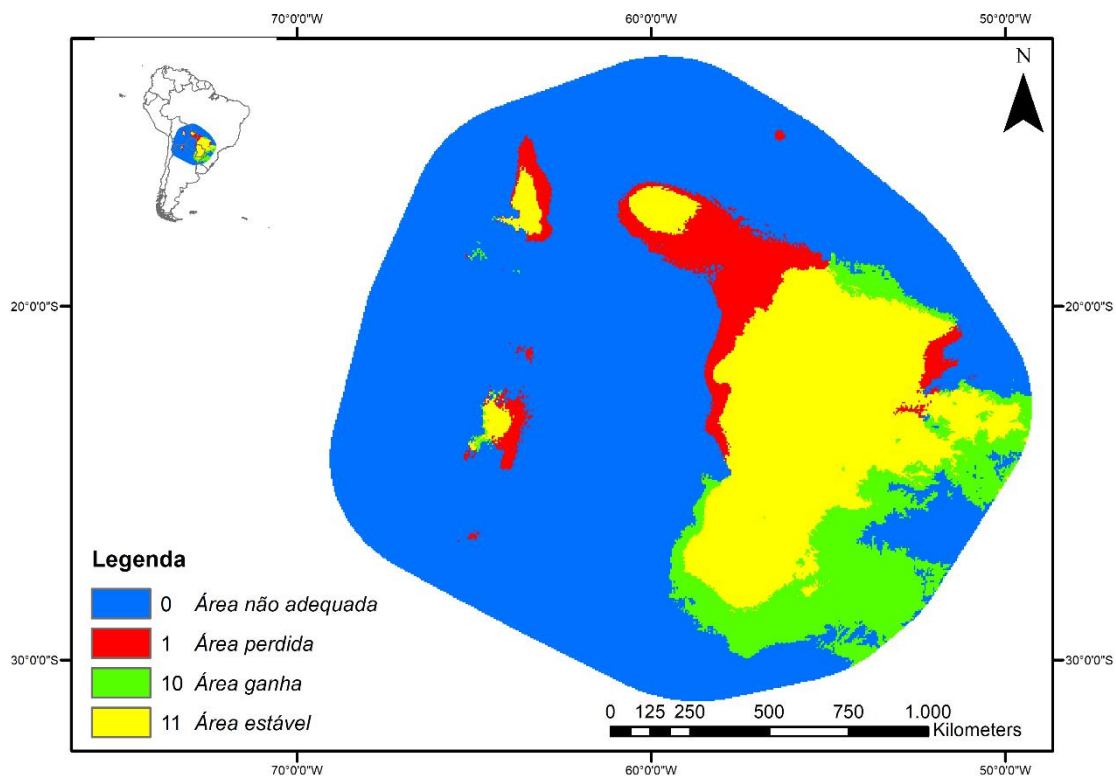 70°0'0"W 60°0'0"W 50°0'0"W
N
20°0'0"S 20°0'0"S
Legenda
0 Área não adequada
1 Área perdida
10 Área ganha
11 Área estável
30°0'0"S 30°0'0"S
0 125 250 500 750 1.000
Kilometers
70°0'0"W 60°0'0"W 50°0'0"W